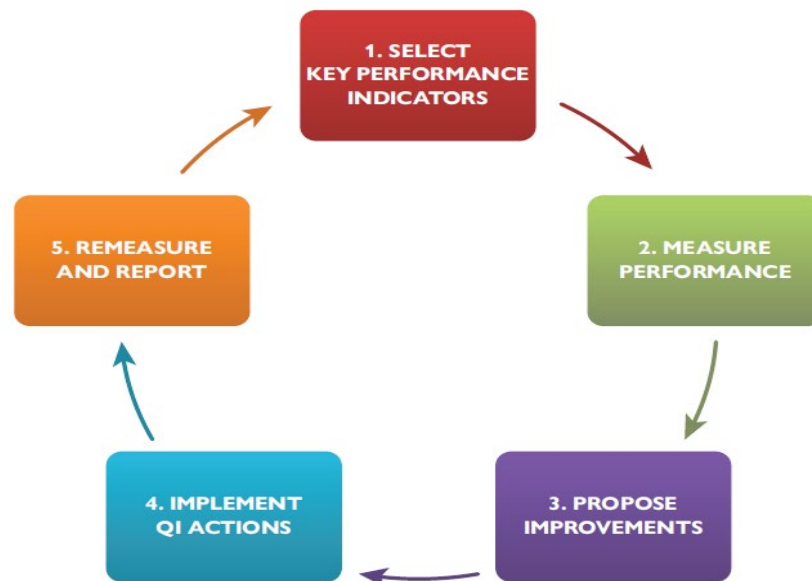 1. SELECT
KEY PERFORMANCE
INDICATORS
2. MEASURE
PERFORMANCE
3. PROPOSE
IMPROVEMENTS
4. IMPLEMENT
QI ACTIONS
5. REMEASURE
AND REPORT